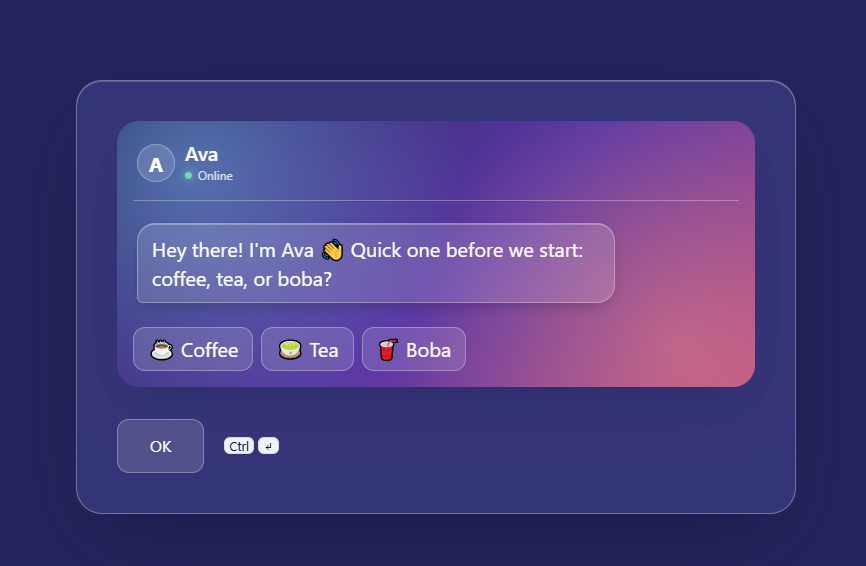 A
Ava
Online
Hey there! I'm Ava 👋 Quick one before we start:
coffee, tea, or boba?
☕ Coffee 🍵 Tea 🥤 Boba
OK Ctrl ↵